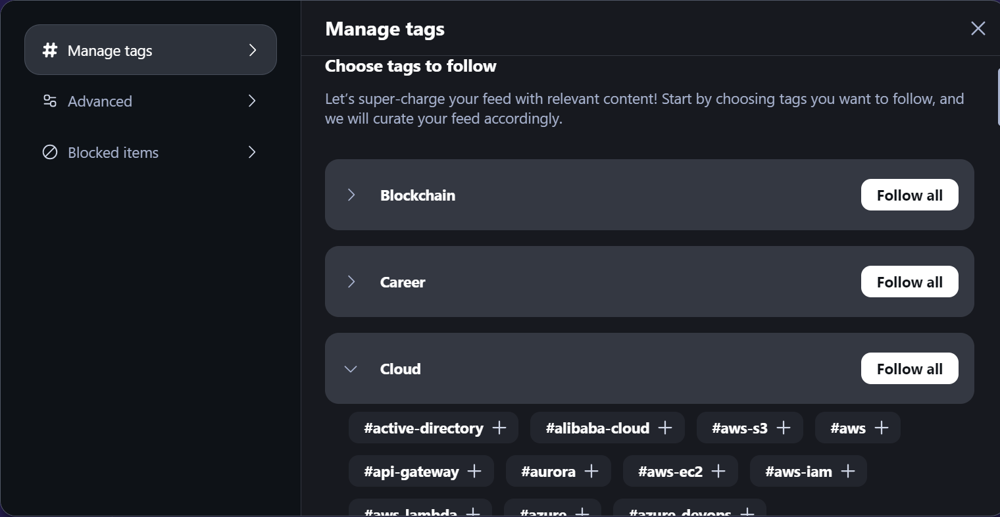 Manage tags
Advanced
Blocked items
Manage tags
Choose tags to follow
Let’s super-charge your feed with relevant content! Start by choosing tags you want to follow, and
we will curate your feed accordingly.
Blockchain
Follow all
Career
Follow all
Cloud
Follow all
#active-directory #alibaba-cloud #aws-s3 #aws
#api-gateway #aurora #aws-ec2 #aws-iam
#aws-lambda #azure #azure-devops